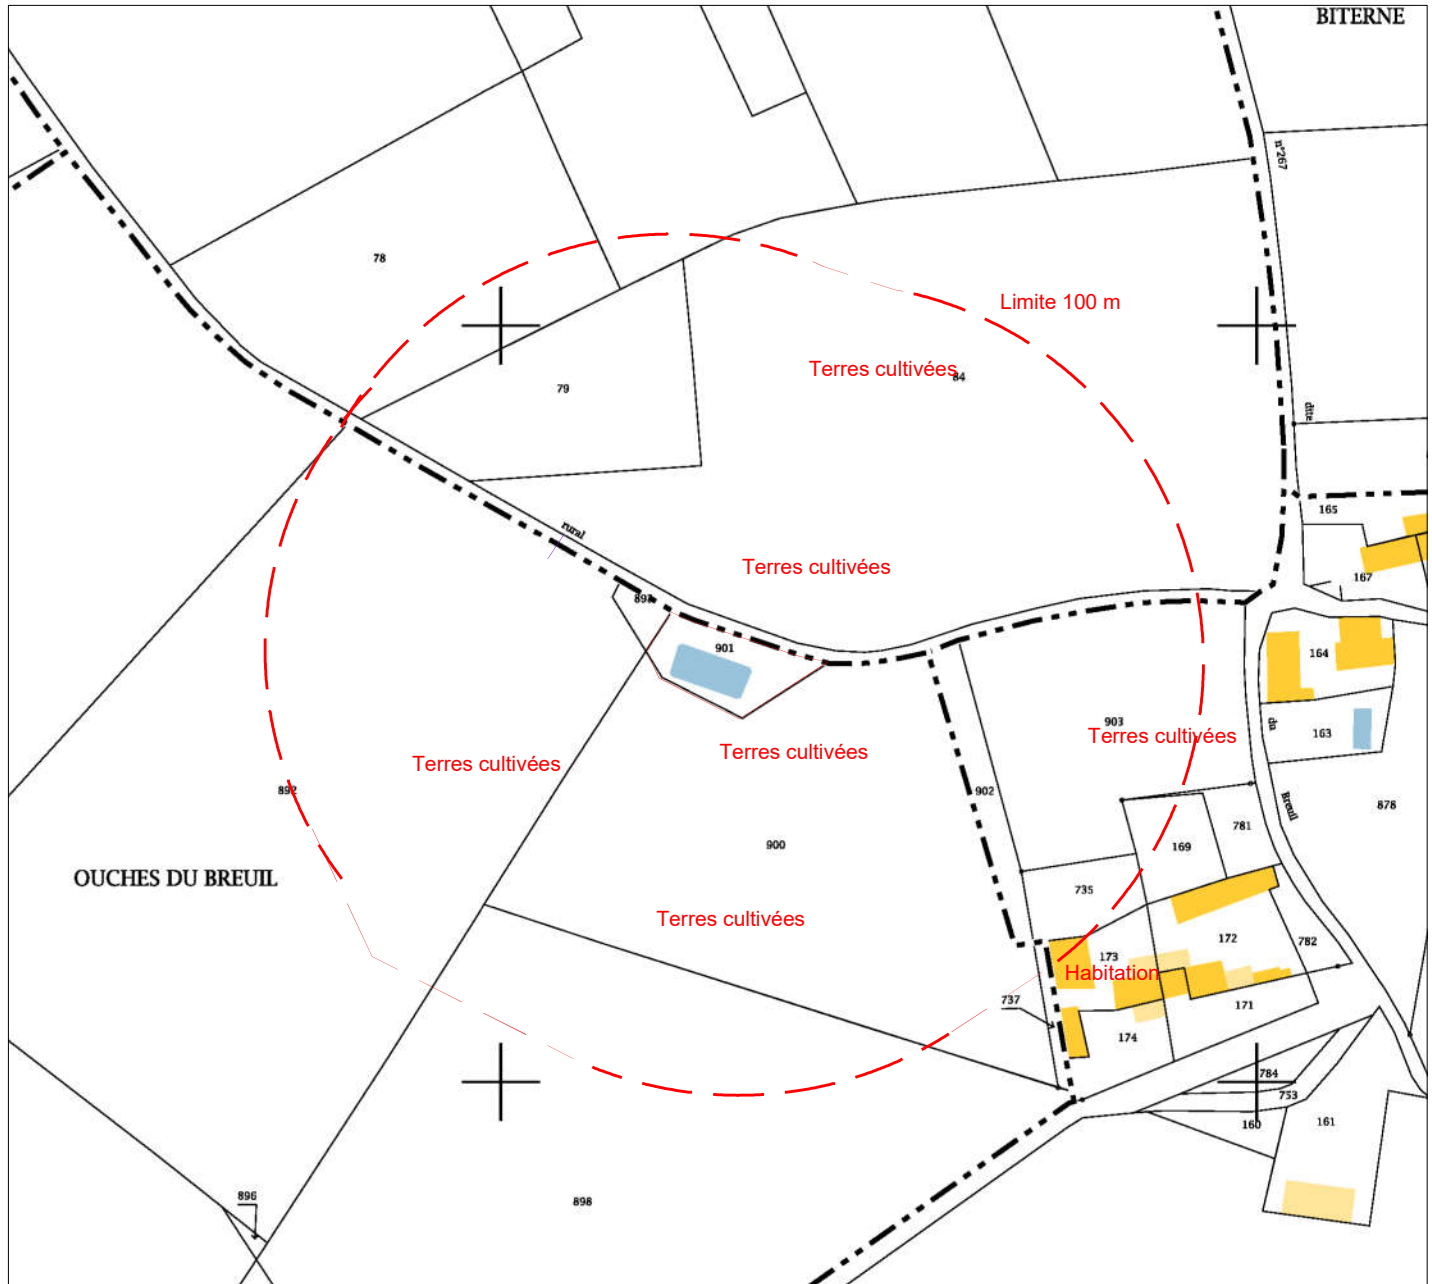 BITERNE
n°267
78
Limite 100 m
Terres cultivées
84
79
dite
165
rural
Terres cultivées
167
901
164
903
du
163
Terres cultivées
Terres cultivées
Terres cultivées
892
902
Breuil
878
781
900
169
OUCHES DU BREUIL
735
Terres cultivées
172
782
173
Habitation
737
171
174
784
753
160
161
896
898